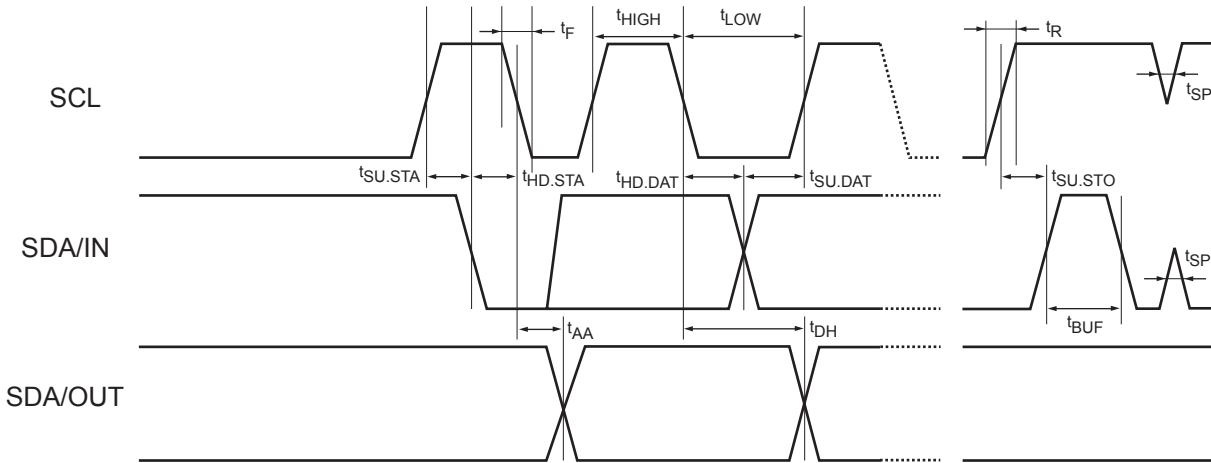 tF
tHIGH
tLOW
tR
SCL
tSP
tSU.STA
tHD.STA
tHD.DAT
tSU.DAT
tSU.STO
SDA/IN
tSP
tBUF
tAA
tDH
SDA/OUT